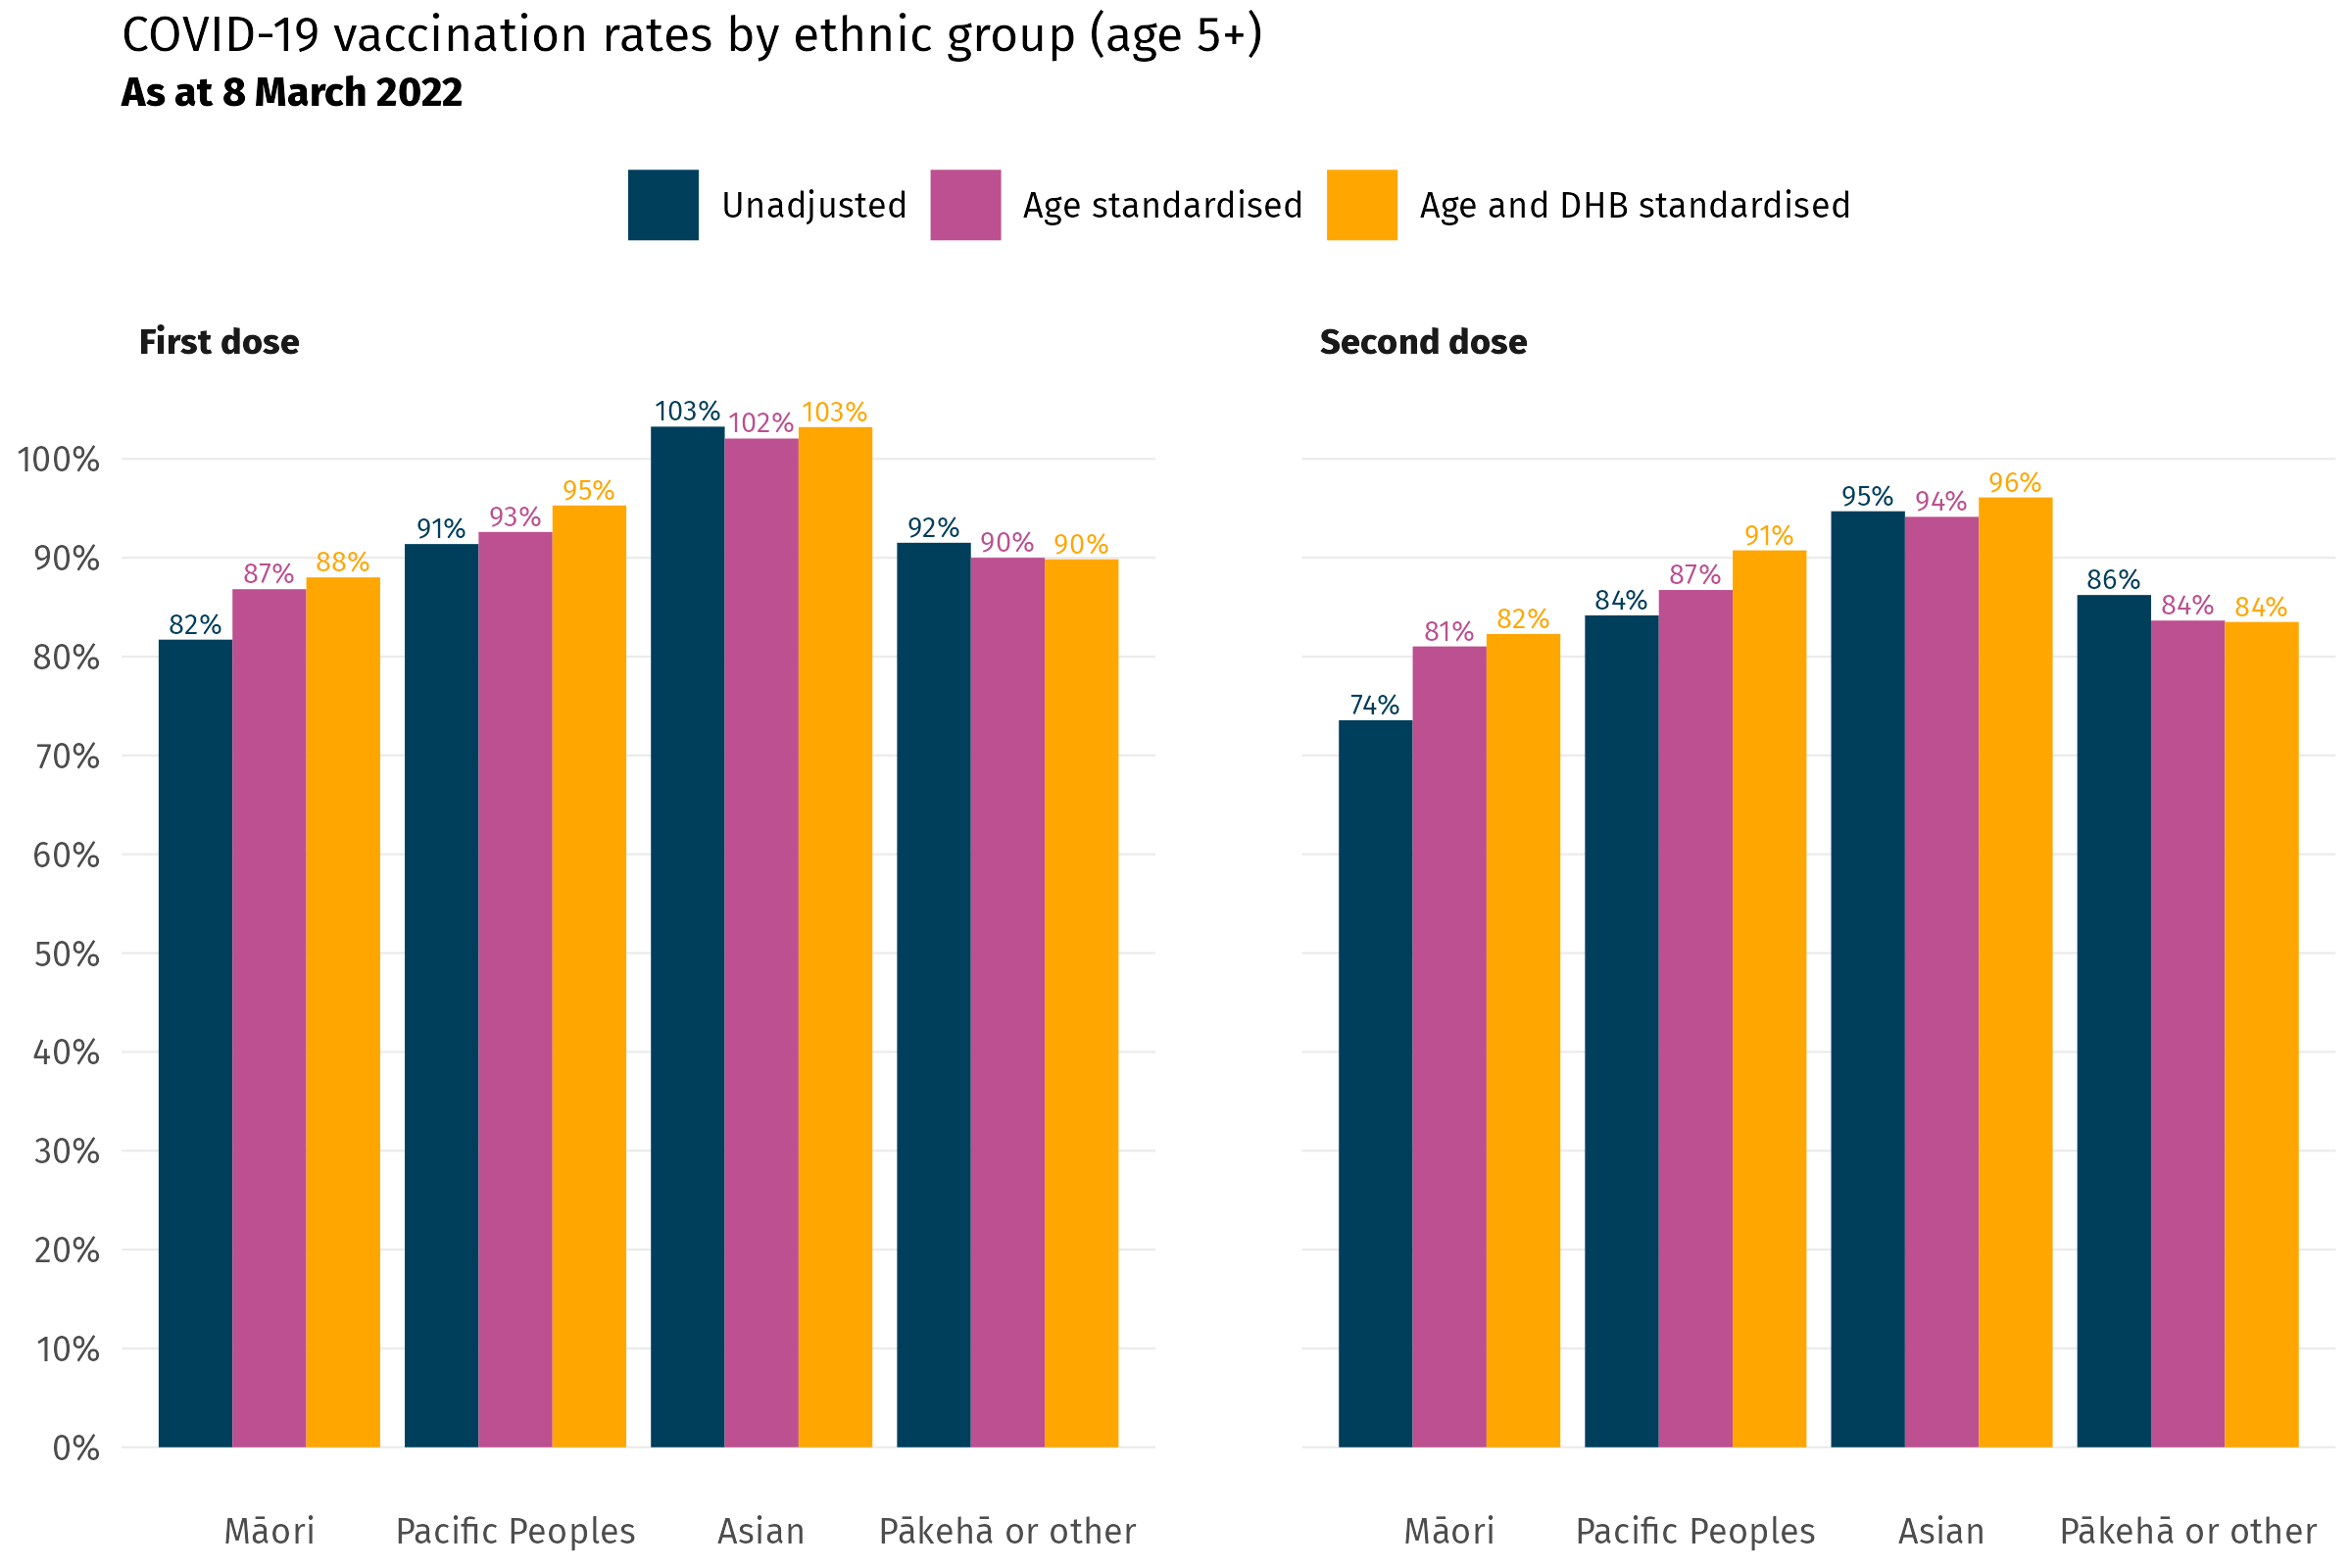 COVID-19 vaccination rates by ethnic group (age 5+)
As at 8 March 2022
Unadjusted Age standardised Age and DHB standardised
First dose
103% 102% 103%
100%
95%
91% 93%
92% 90% 90%
90%
87% 88%
82%
80%
70%
60%
50%
40%
30%
20%
10%
0%
Māori Pacific Peoples Asian Pākehā or other
Second dose
95% 94% 96%
91%
84% 87%
86% 84% 84%
74% 81% 82%
Māori Pacific Peoples Asian Pākehā or other